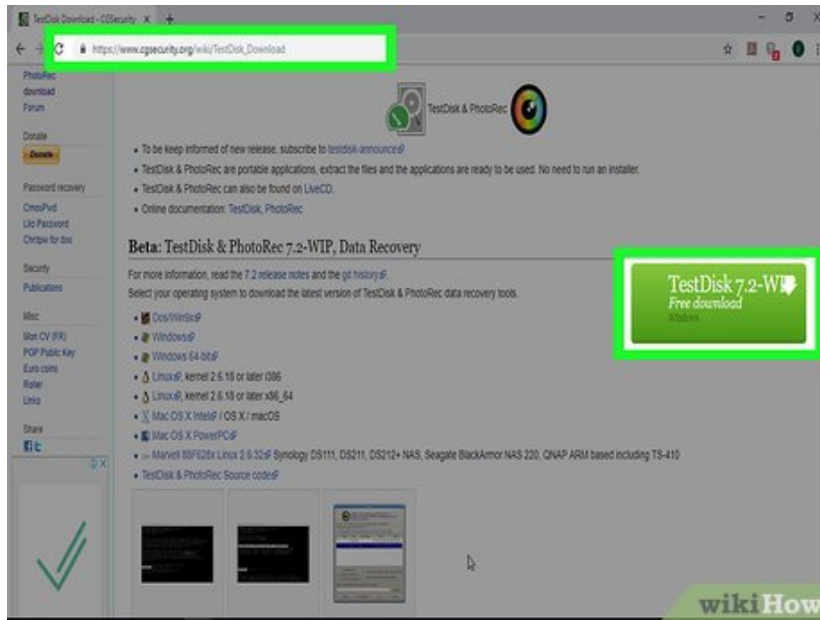 TestDisk Download - CGSecurity
https://www.cgsecurity.org/wiki/TestDisk_Download
PhotoRec
download
Forum
Donate
Donate
Password recovery
CmosPwd
Lilo Password
Chntpw for dos
Security
Publications
Misc
Mon CV (FR)
PGP Public Key
Euro coins
Roller
Links
Share
TestDisk & PhotoRec
To be keep informed of new release, subscribe to testdisk-announce
TestDisk & PhotoRec are portable applications, extract the files and the applications are ready to be used. No need to run an installer.
TestDisk & PhotoRec can also be found on LiveCD.
Online documentation: TestDisk, PhotoRec
Beta: TestDisk & PhotoRec 7.2-WIP, Data Recovery
For more information, read the 7.2 release notes and the git history.
Select your operating system to download the latest version of TestDisk & PhotoRec data recovery tools.
Dos/Win9x
Windows
Windows 64-bit
Linux, kernel 2.6.18 or later i386
Linux, kernel 2.6.18 or later x86_64
Mac OS X Intel / OS X / macOS
Mac OS X PowerPC
Marvell 88F628x Linux 2.6.32 Synology DS111, DS211, DS212+ NAS, Seagate BlackArmor NAS 220, QNAP ARM based including TS-410
TestDisk & PhotoRec Source code
TestDisk 7.2-WIP
Free download
Windows
wikiHow